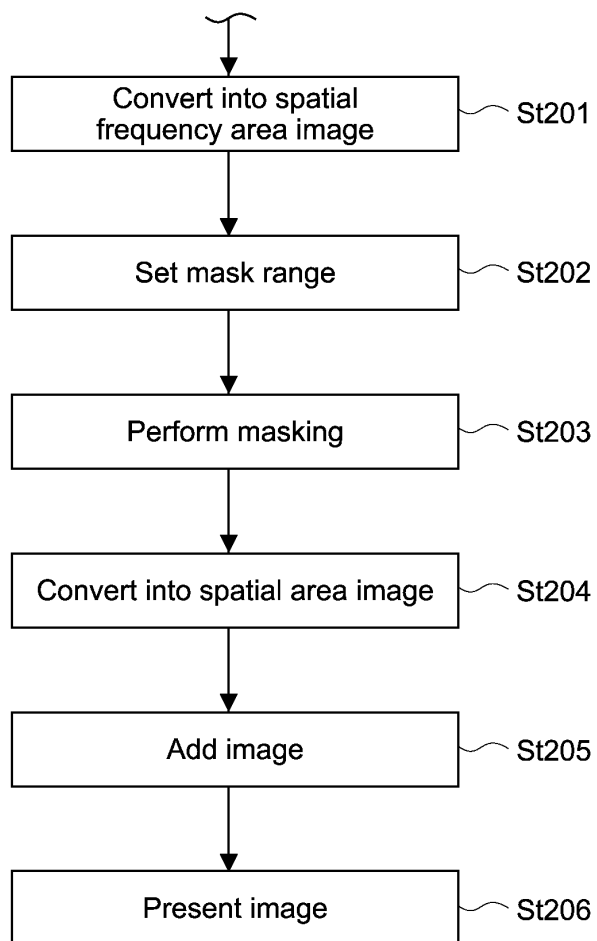 Convert into spatial
frequency area image
St201
Set mask range
St202
Perform masking
St203
Convert into spatial area image
St204
Add image
St205
Present image
St206